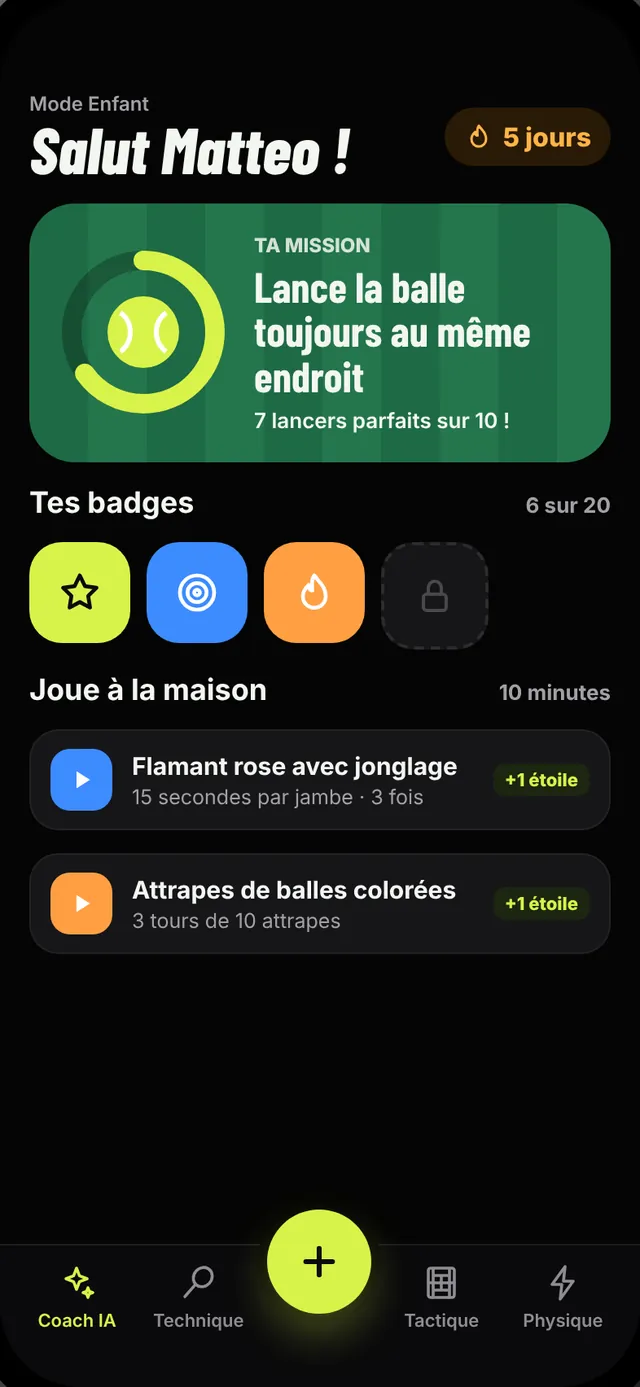 Mode Enfant
Salut Matteo !
5 jours
TA MISSION
Lance la balle
toujours au même
endroit
7 lancers parfaits sur 10 !
Tes badges
6 sur 20
Joue à la maison
10 minutes
Flamant rose avec jonglage
15 secondes par jambe · 3 fois
+1 étoile
Attrapes de balles colorées
3 tours de 10 attrapes
+1 étoile
Coach IA
Technique
Tactique
Physique